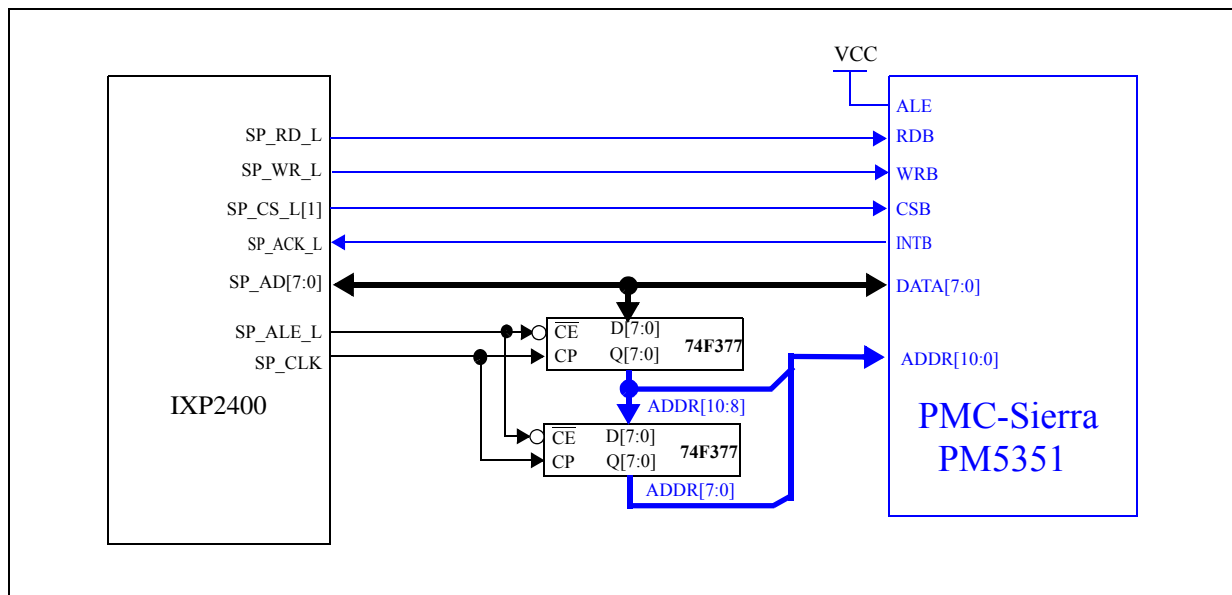 VCC
ALE
SP_RD_L
RDB
SP_WR_L
WRB
SP_CS_L[1]
CSB
SP_ACK_L
INTB
SP_AD[7:0]
DATA[7:0]
SP_ALE_L
CE
D[7:0]
74F377
SP_CLK
CP
Q[7:0]
ADDR[10:0]
IXP2400
ADDR[10:8]
PMC-Sierra
PM5351
CE
D[7:0]
74F377
CP
Q[7:0]
ADDR[7:0]